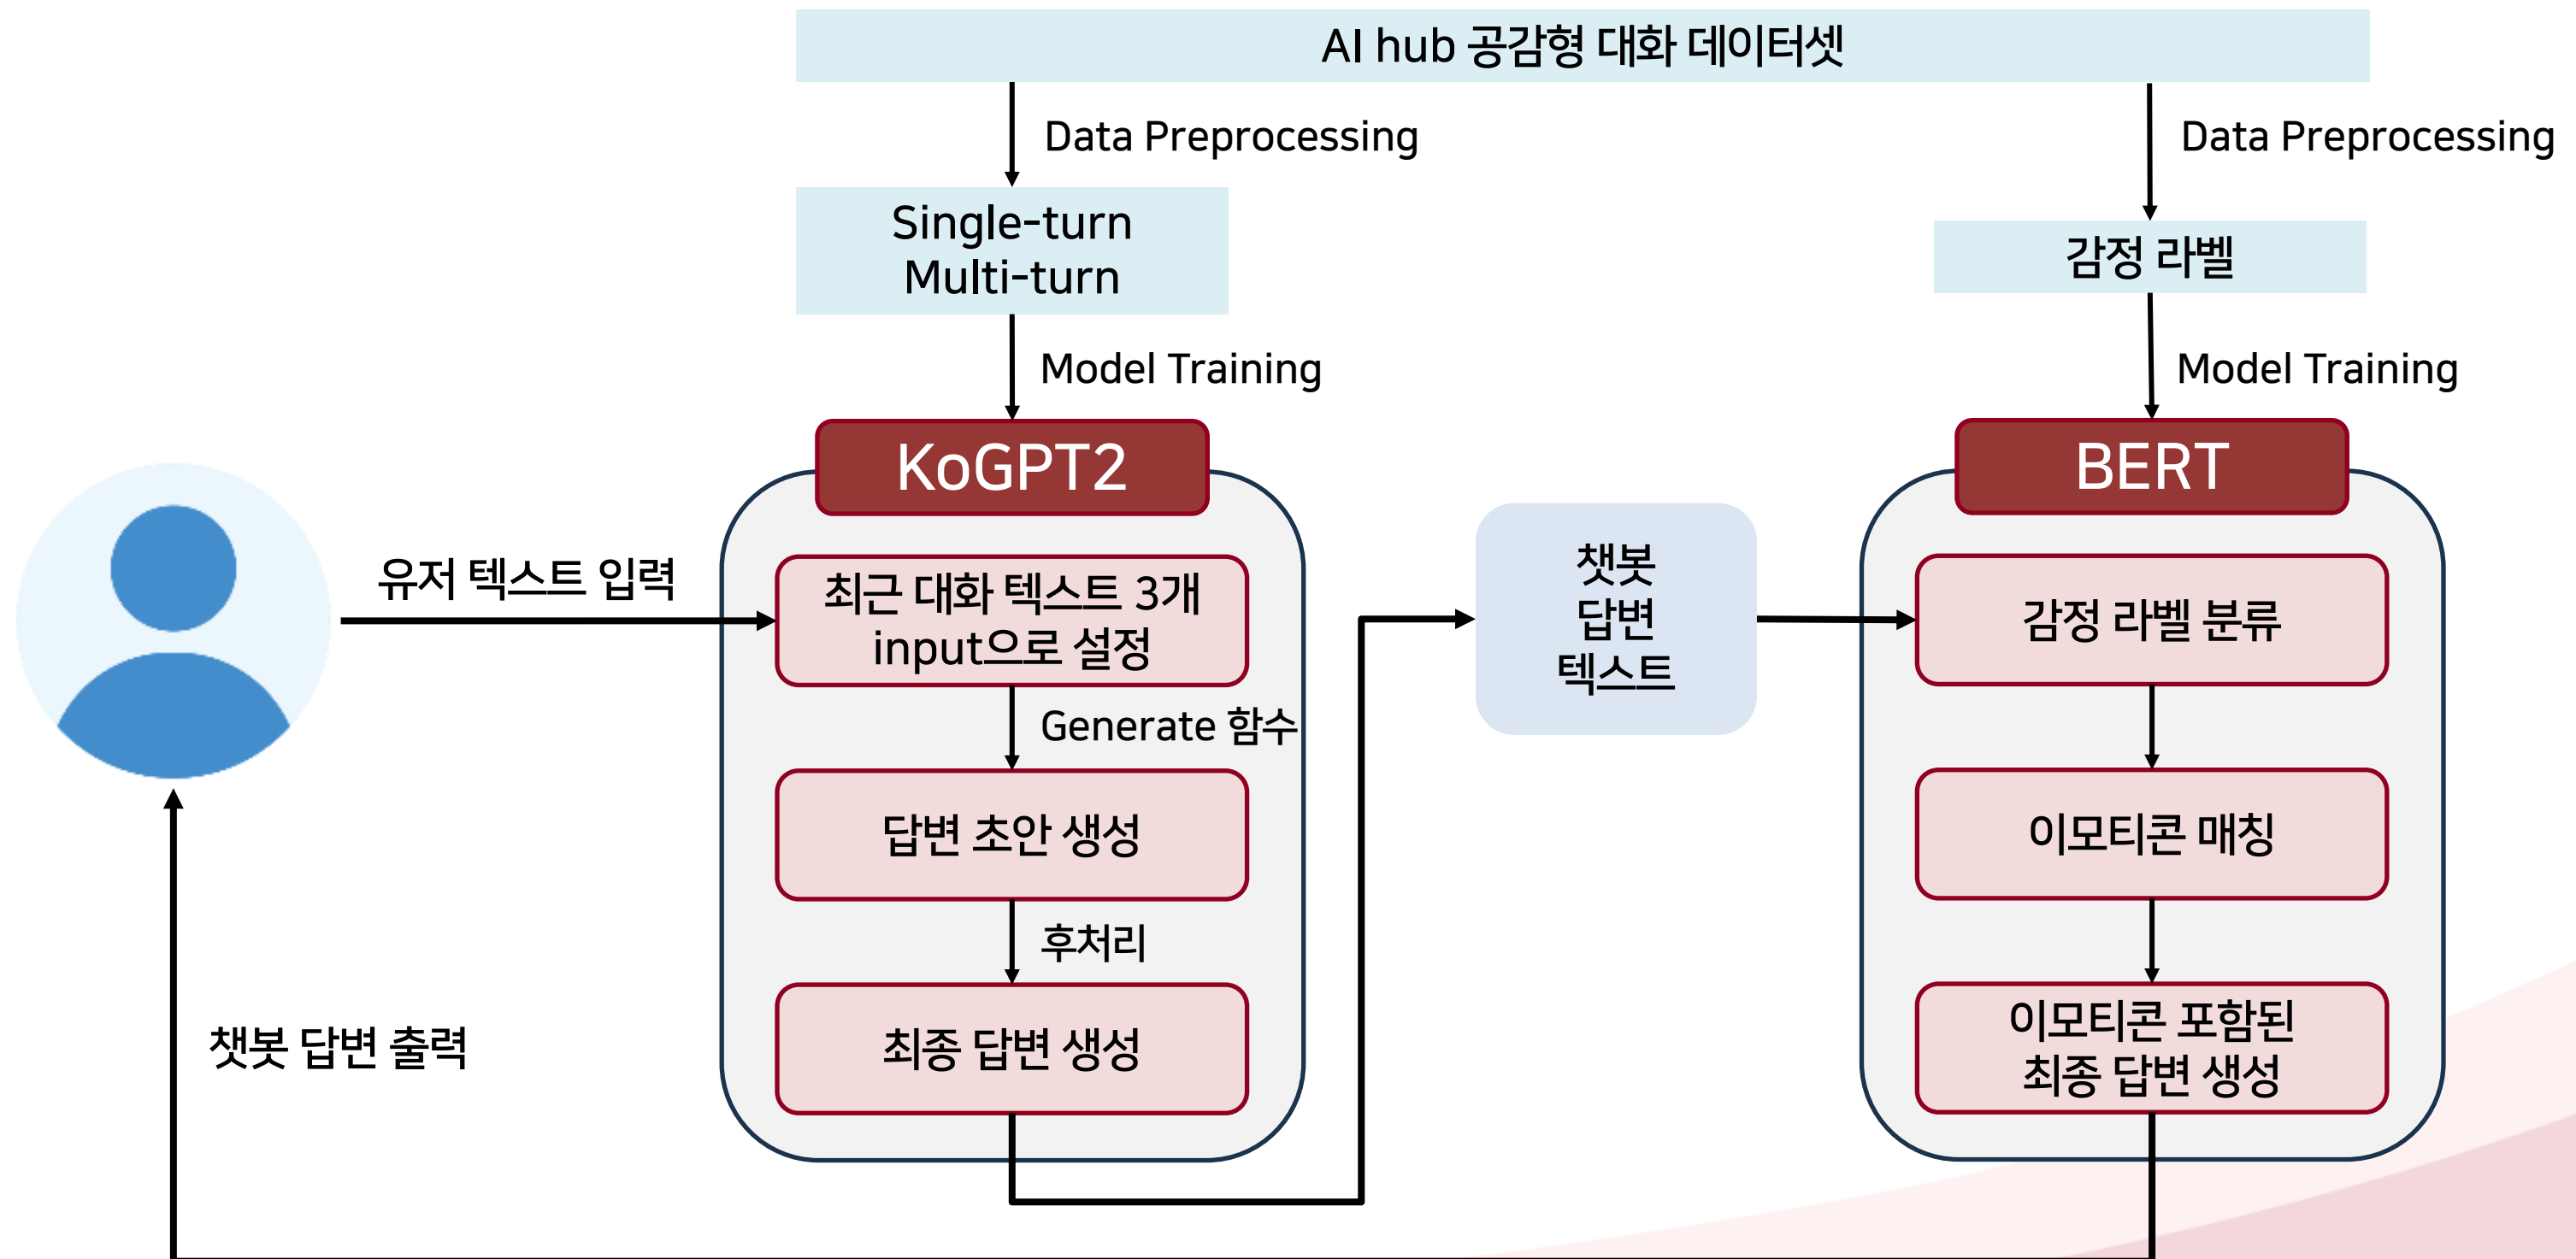 AI hub 공감형 대화 데이터셋
Data Preprocessing
Data Preprocessing
Single-turn
Multi-turn
감정 라벨
Model Training
Model Training
KoGPT2
BERT
유저 텍스트 입력
최근 대화 텍스트 3개
input으로 설정
챗봇
답변
텍스트
감정 라벨 분류
Generate 함수
답변 초안 생성
이모티콘 매칭
후처리
최종 답변 생성
이모티콘 포함된
최종 답변 생성
챗봇 답변 출력